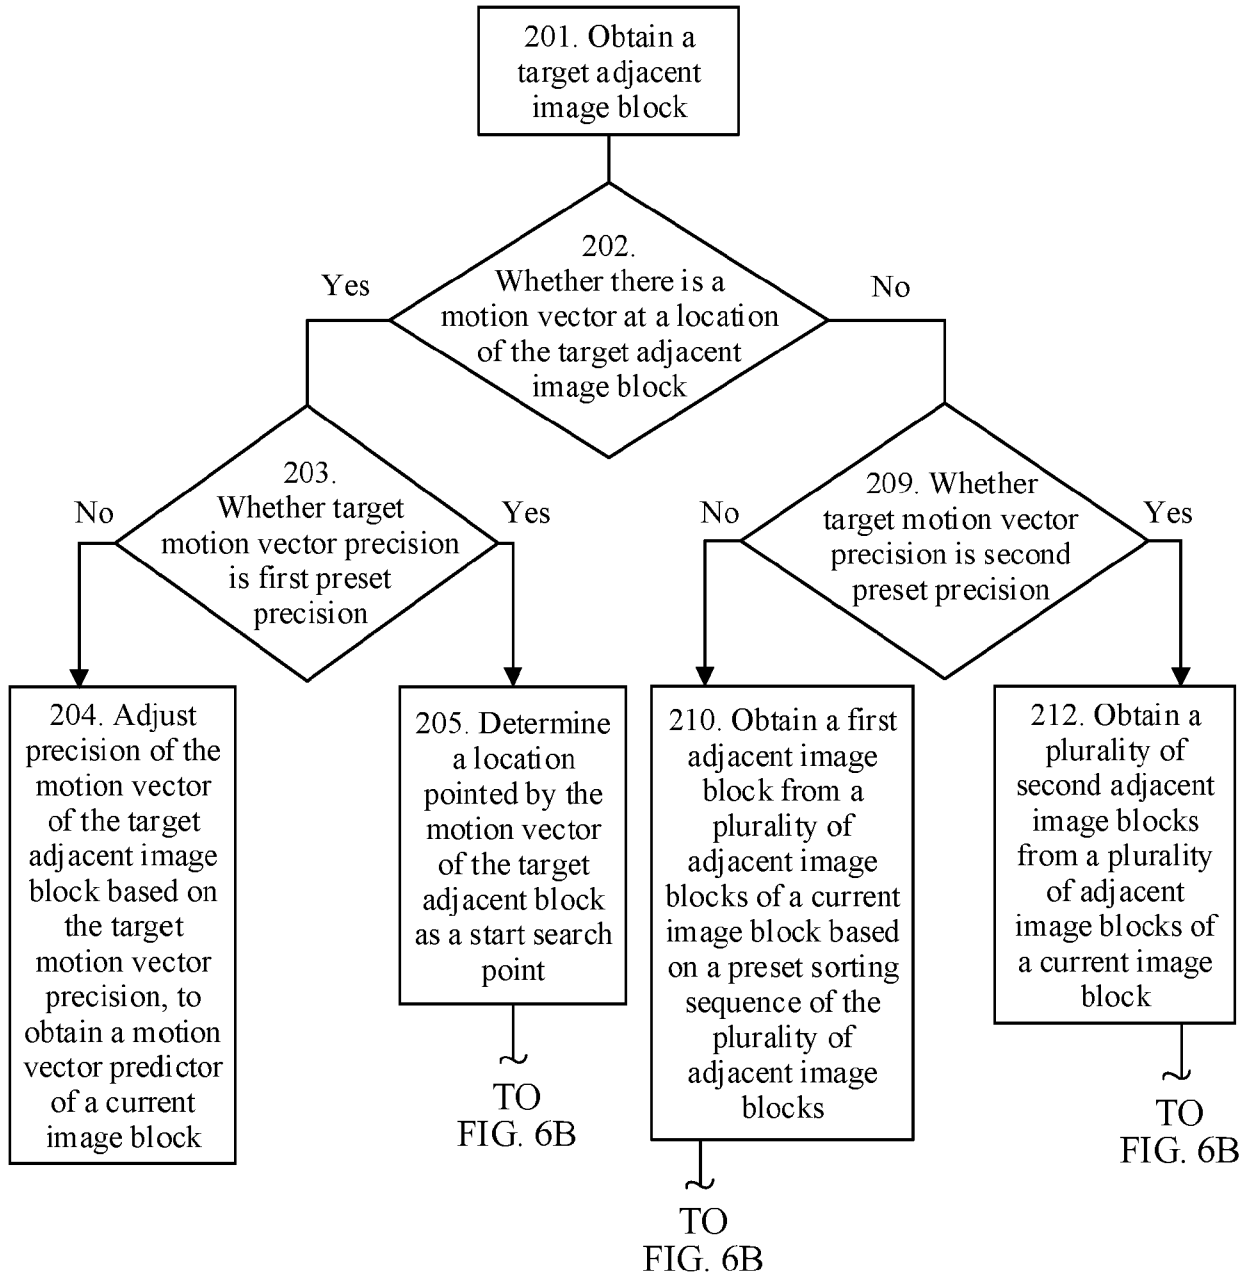 201. Obtain a
target adjacent
image block
202.
Whether there is a
motion vector at a location
of the target adjacent
image block
Yes
No
203.
Whether target
motion vector precision
is first preset
precision
No
Yes
209. Whether
target motion vector
precision is second
preset precision
No
Yes
204. Adjust
precision of the
motion vector
of the target
adjacent image
block based on
the target
motion vector
precision, to
obtain a motion
vector predictor
of a current
image block
205. Determine
a location
pointed by the
motion vector
of the target
adjacent block
as a start search
point
TO
FIG. 6B
210. Obtain a first
adjacent image
block from a
plurality of
adjacent image
blocks of a current
image block based
on a preset sorting
sequence of the
plurality of
adjacent image
blocks
TO
FIG. 6B
212. Obtain a
plurality of
second adjacent
image blocks
from a plurality
of adjacent
image blocks of
a current image
block
TO
FIG. 6B